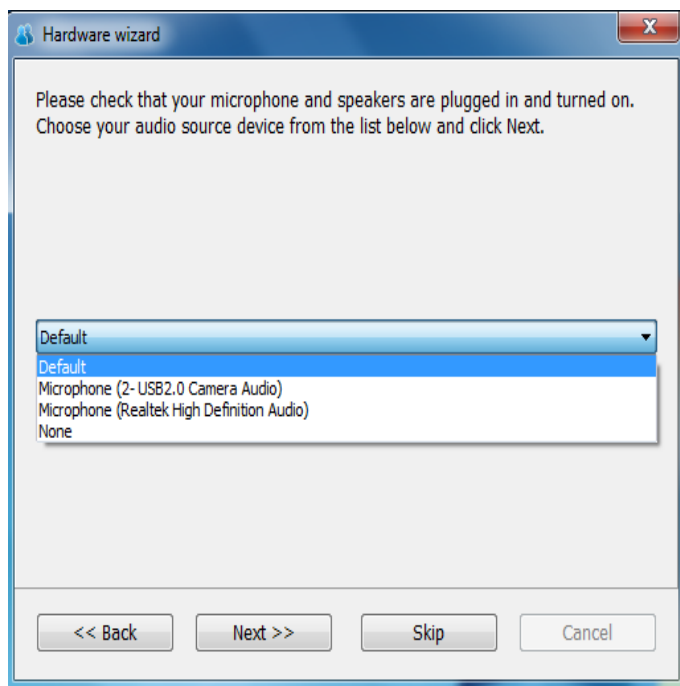 Hardware wizard
X
Please check that your microphone and speakers are plugged in and turned on.
Choose your audio source device from the list below and click Next.
Default
Default
Microphone (2- USB2.0 Camera Audio)
Microphone (Realtek High Definition Audio)
None
<< Back Next >> Skip Cancel